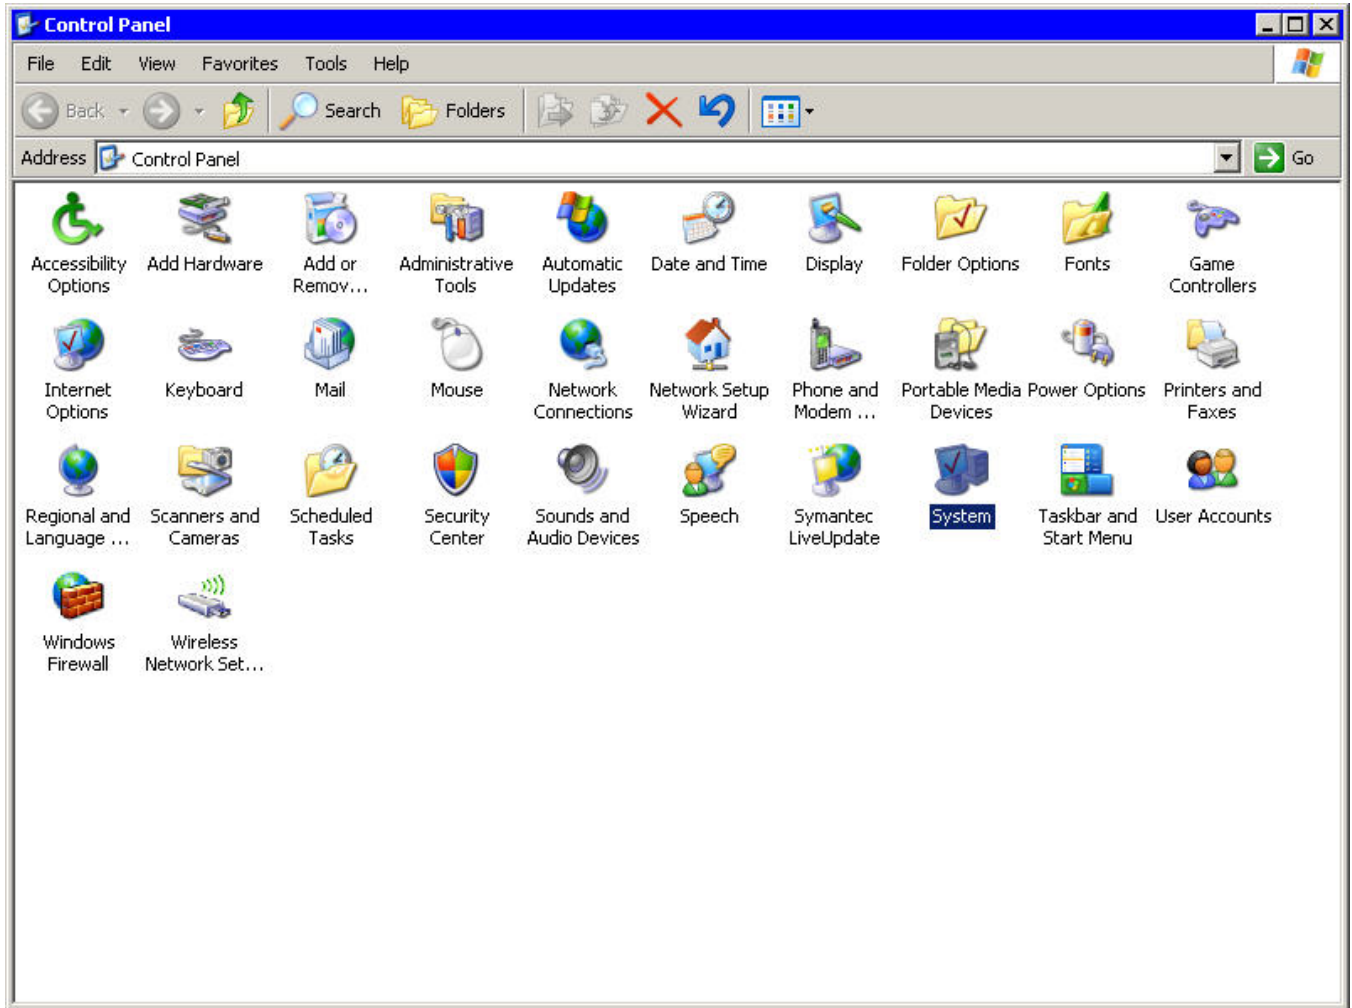 Control Panel
File Edit View Favorites Tools Help
Back Search Folders
Address Control Panel Go
Accessibility Options
Add Hardware
Add or Remov...
Administrative Tools
Automatic Updates
Date and Time
Display
Folder Options
Fonts
Game Controllers
Internet Options
Keyboard
Mail
Mouse
Network Connections
Network Setup Wizard
Phone and Modem ...
Portable Media Devices
Power Options
Printers and Faxes
Regional and Language ...
Scanners and Cameras
Scheduled Tasks
Security Center
Sounds and Audio Devices
Speech
Symantec LiveUpdate
System
Taskbar and Start Menu
User Accounts
Windows Firewall
Wireless Network Set...